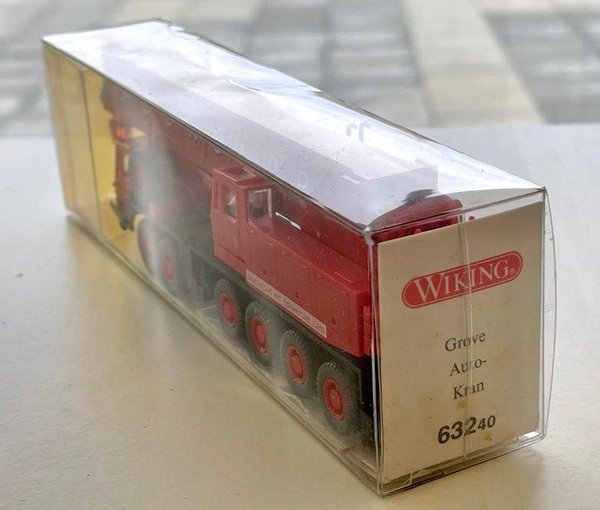 WIKING®
Grove
Auto-
Kran
63240